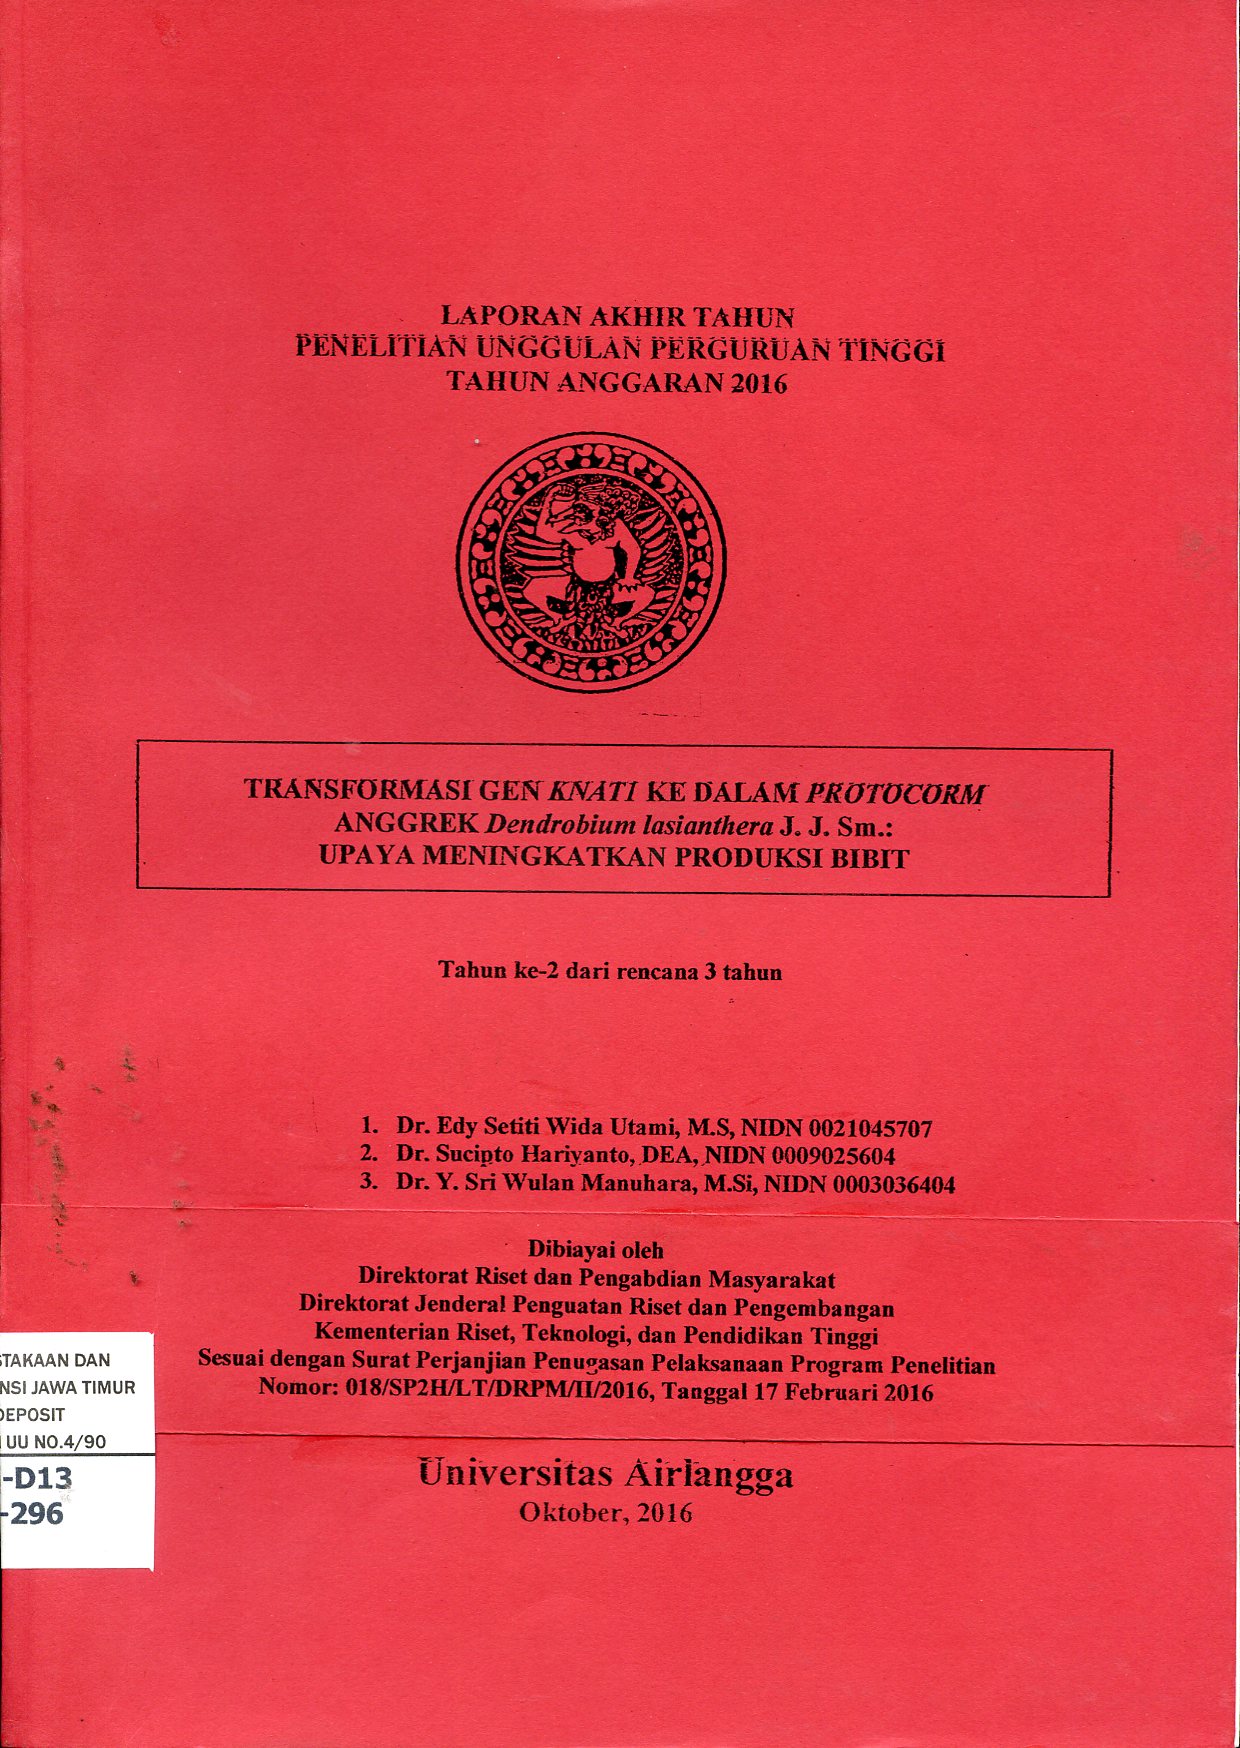 LAPORAN AKHIR TAHUN
PENELITIAN UNGGULAN PERGURUAN TINGGI
TAHUN ANGGARAN 2016
TRANSFORMASI GEN KNAT1 KE DALAM PROTOCORM
ANGGREK Dendrobium lasianthera J. J. Sm.:
UPAYA MENINGKATKAN PRODUKSI BIBIT
Tahun ke-2 dari rencana 3 tahun
1. Dr. Edy Setiti Wida Utami, M.S, NIDN 0021045707
2. Dr. Sucipto Hariyanto, DEA, NIDN 0009025604
3. Dr. Y. Sri Wulan Manuhara, M.Si, NIDN 0003036404
Dibiayai oleh
Direktorat Riset dan Pengabdian Masyarakat
Direktorat Jenderal Penguatan Riset dan Pengembangan
Kementerian Riset, Teknologi, dan Pendidikan Tinggi
Sesuai dengan Surat Perjanjian Penugasan Pelaksanaan Program Penelitian
Nomor: 018/SP2H/LT/DRPM/II/2016, Tanggal 17 Februari 2016
Universitas Airlangga
Oktober, 2016
STAKAAN DAN
NSI JAWA TIMUR
DEPOSIT
UU NO.4/90
-D13
-296